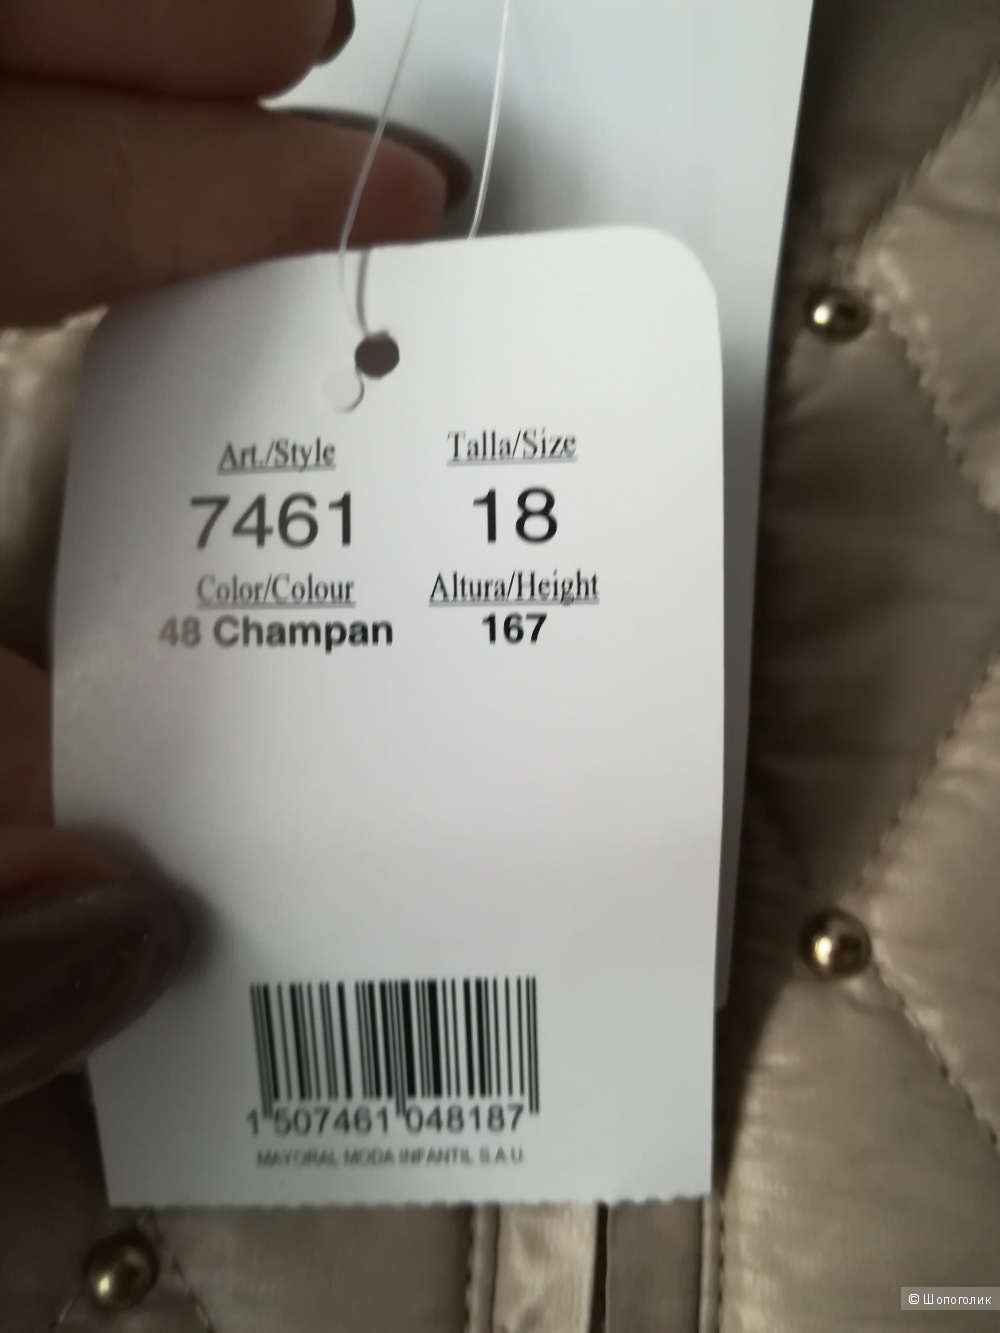 Art./Style Talla/Size
7461 18
Color/Colour Altura/Height
48 Champan 167
1 507461 048187
MAYORAL MODA INFANTIL S.A.U.
© Шопоголик